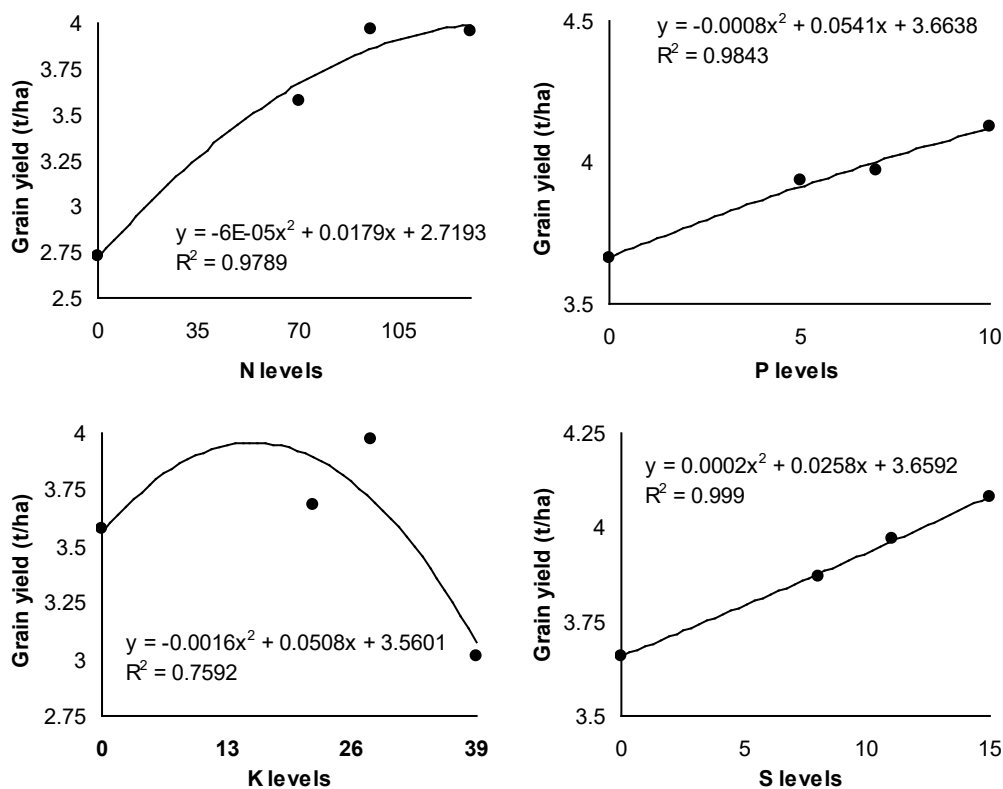 Grain yield (t/ha)
4
3.75
3.5
3.25
3
2.75
2.5
y = -6E-05x² + 0.0179x + 2.7193
R² = 0.9789
0 35 70 105
N levels
Grain yield (t/ha)
4.5
4
3.5
y = -0.0008x² + 0.0541x + 3.6638
R² = 0.9843
0 5 10
P levels
Grain yield (t/ha)
4
3.75
3.5
3.25
3
2.75
y = -0.0016x² + 0.0508x + 3.5601
R² = 0.7592
0 13 26 39
K levels
Grain yield (t/ha)
4.25
4
3.75
3.5
y = 0.0002x² + 0.0258x + 3.6592
R² = 0.999
0 5 10 15
S levels